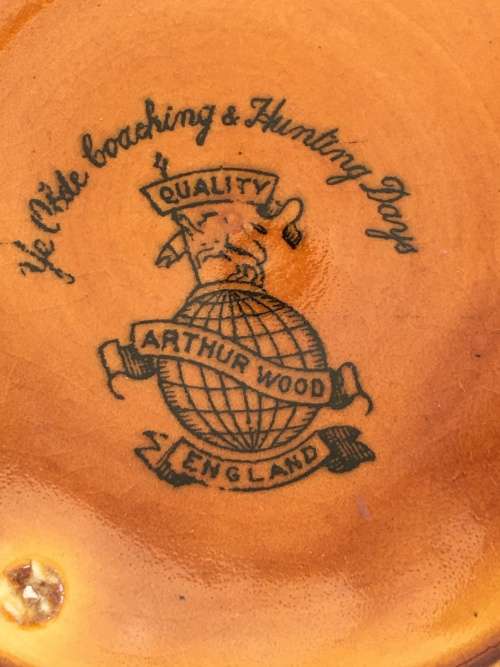 Ye Olde Coaching & Hunting Days
QUALITY
ARTHUR WOOD
ENGLAND